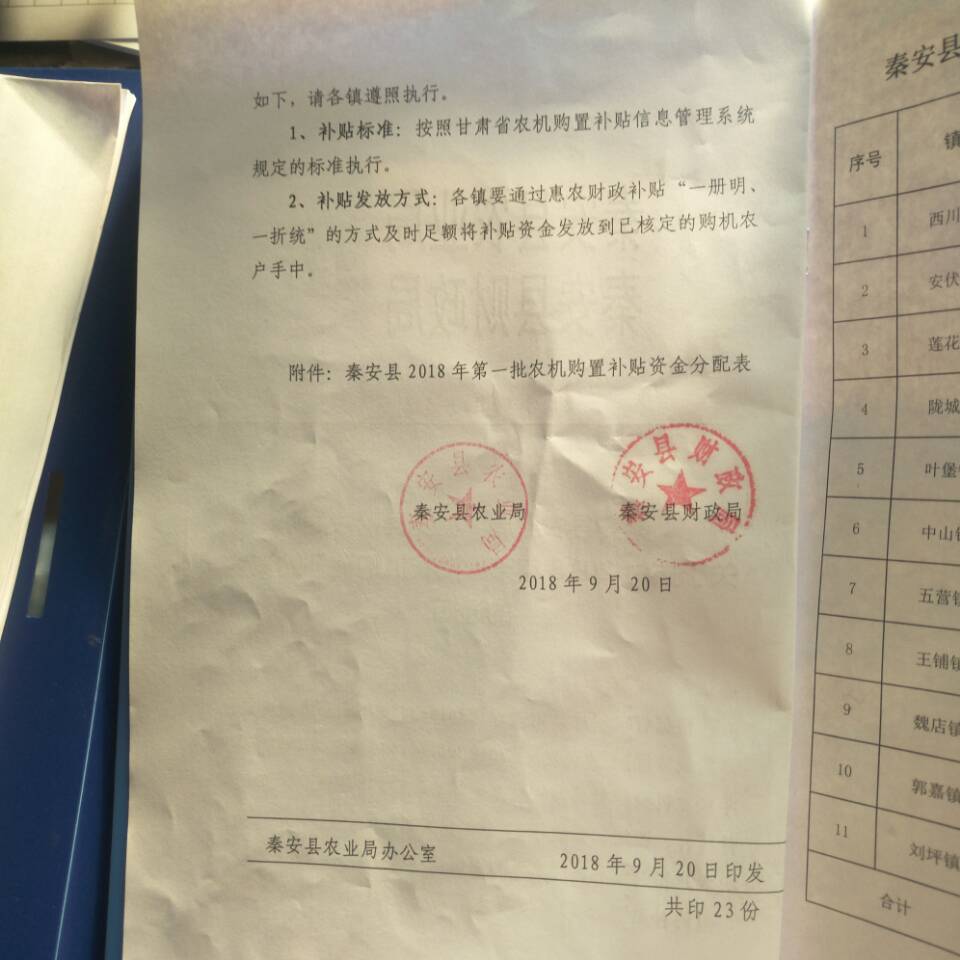 如下，请各镇遵照执行。
1、补贴标准：按照甘肃省农机购置补贴信息管理系统
规定的标准执行。
2、补贴发放方式：各镇要通过惠农财政补贴“一册明、
一折统”的方式及时足额将补贴资金发放到已核定的购机农
户手中。
附件：秦安县2018年第一批农机购置补贴资金分配表
秦安县农业局
秦安县财政局
2018年9月20日
秦安县农业局办公室
2018年9月20日印发
共印23份
秦安县
序号 镇
1 西川
2 安伏
3 莲花
4 陇城
5 叶堡
6 中山镇
7 五营镇
8 王铺镇
9 魏店镇
10 郭嘉镇
11 刘坪镇
合计